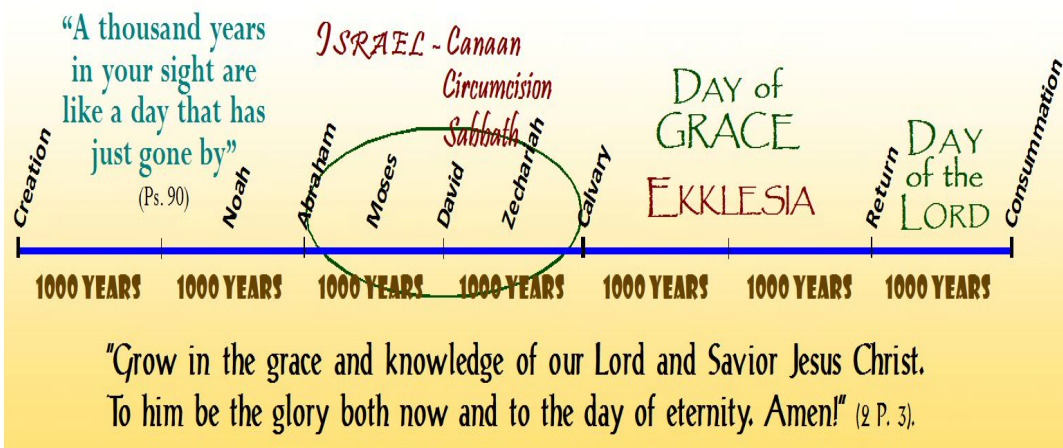 “A thousand years
in your sight are
like a day that has
just gone by”
(Ps. 90)
ISRAEL - Canaan
Circumcision
Sabbath
DAY of
GRACE
EKKLESIA
DAY
of the
LORD
Creation
Noah
Abraham
Moses
David
Zechariah
Calvary
Return
Consummation
1000 YEARS 1000 YEARS 1000 YEARS 1000 YEARS 1000 YEARS 1000 YEARS 1000 YEARS
"Grow in the grace and knowledge of our Lord and Savior Jesus Christ.
To him be the glory both now and to the day of eternity. Amen!" (2 P. 3).